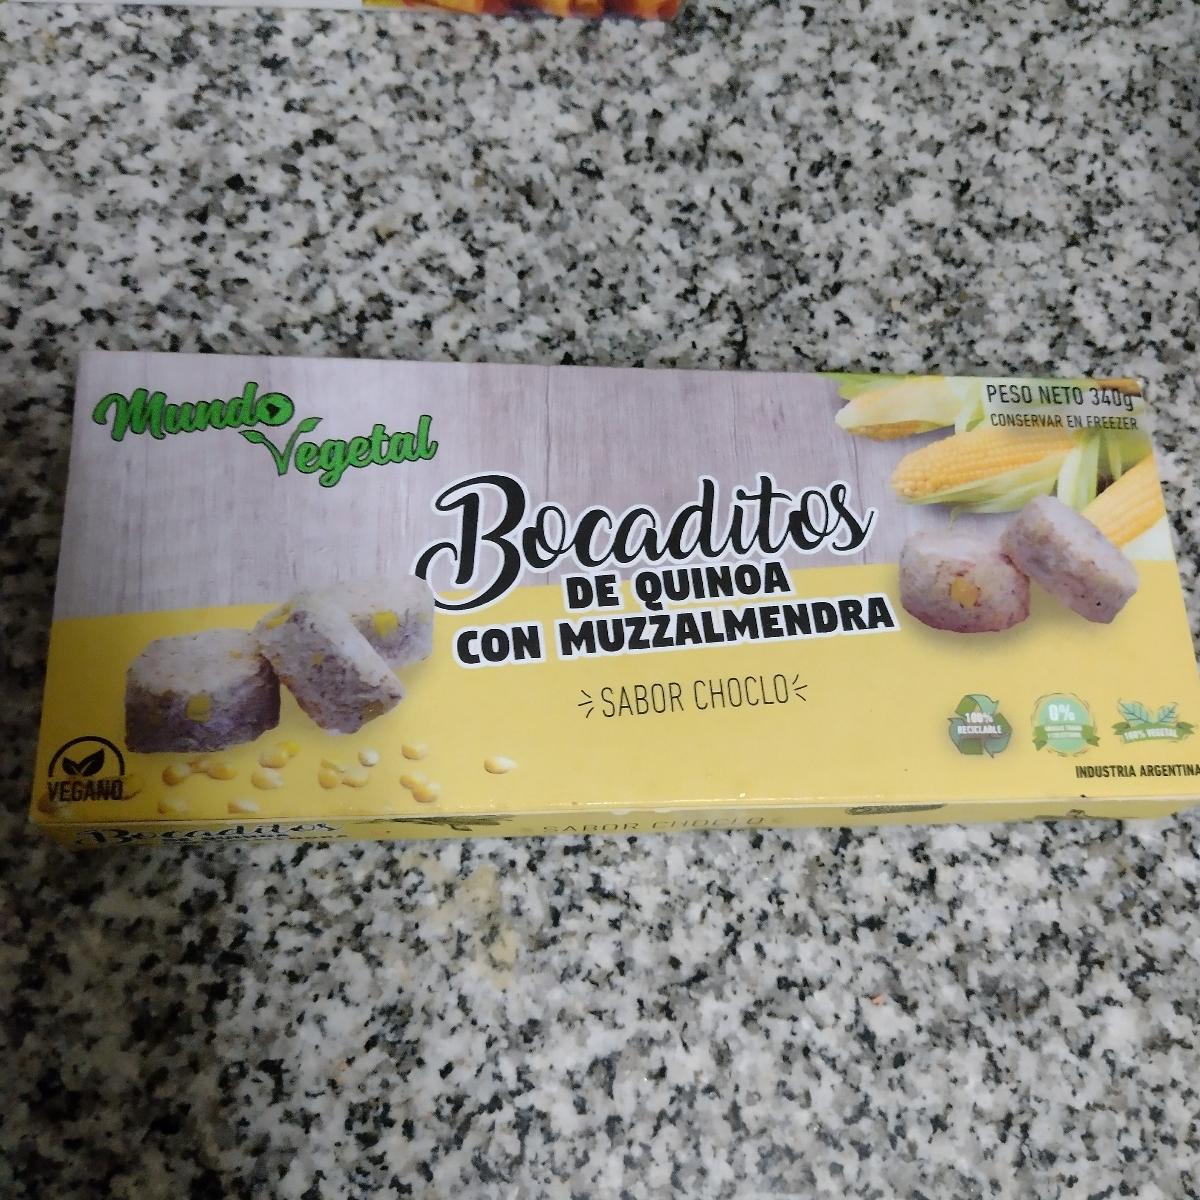 Mundo
Vegetal
PESO NETO 340g
CONSERVAR EN FREEZER
Bocaditos
DE QUINOA
CON MUZZALMENDRA
SABOR CHOCLO
VEGANO
100%
RECICLABLE
0%
100% VEGETAL
INDUSTRIA ARGENTINA
Bocaditos
SABOR CHOCLO